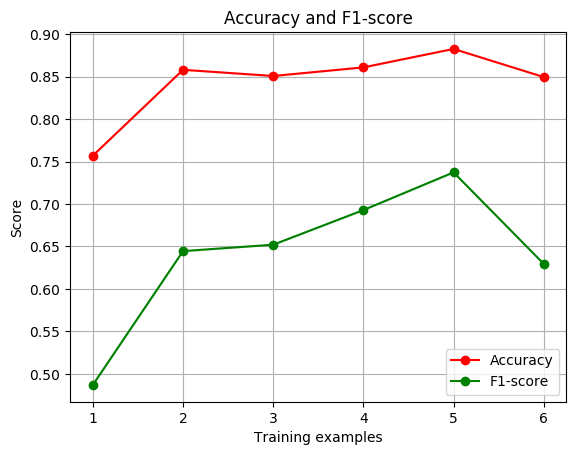 Accuracy and F1-score
0.90
0.85
0.80
0.75
0.70
0.65
0.60
0.55
0.50
Score
1 2 3 4 5 6
Training examples
Accuracy
F1-score